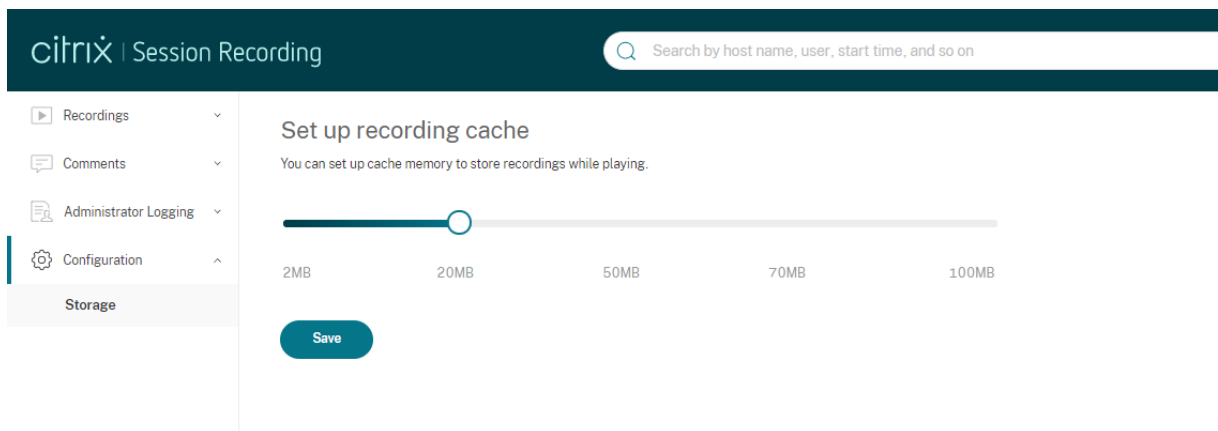 citrix | Session Recording
Search by host name, user, start time, and so on
Recordings
Comments
Administrator Logging
Configuration
Storage
Set up recording cache
You can set up cache memory to store recordings while playing.
2MB 20MB 50MB 70MB 100MB
Save